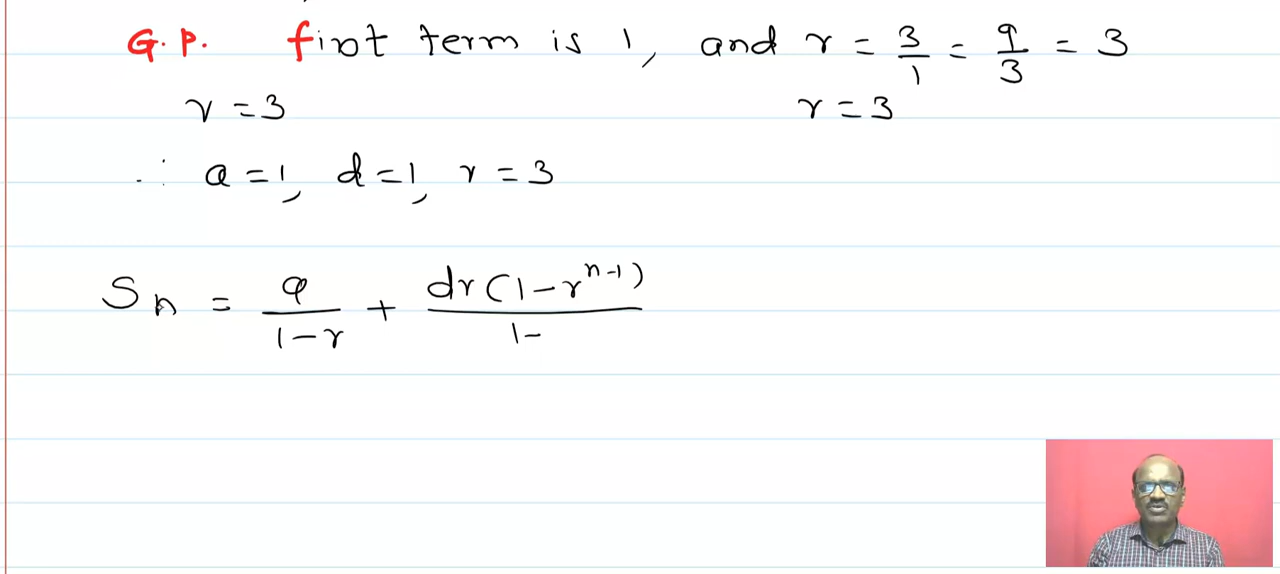 G.P. first term is 1, and r = 3/1 = 9/3 = 3
r = 3 r = 3
∴ a = 1, d = 1, r = 3
Sn = a/(1-r) + dr(1-r^(n-1))/(1-